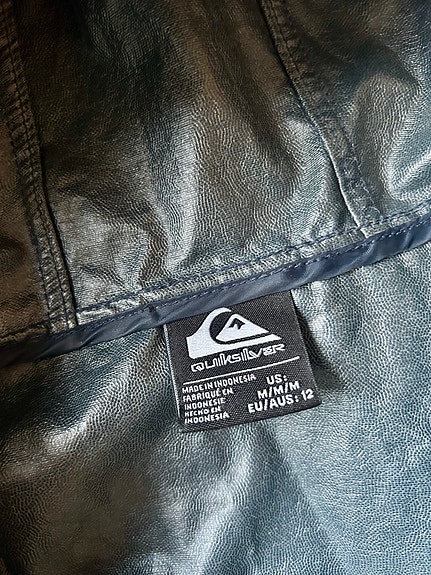 QUIKSILVER
MADE IN INDONESIA
FABRIQUÉ EN
INDONESIE
HECHO EN
INDONESIA
US:
M/M/M
EU/AUS: 12